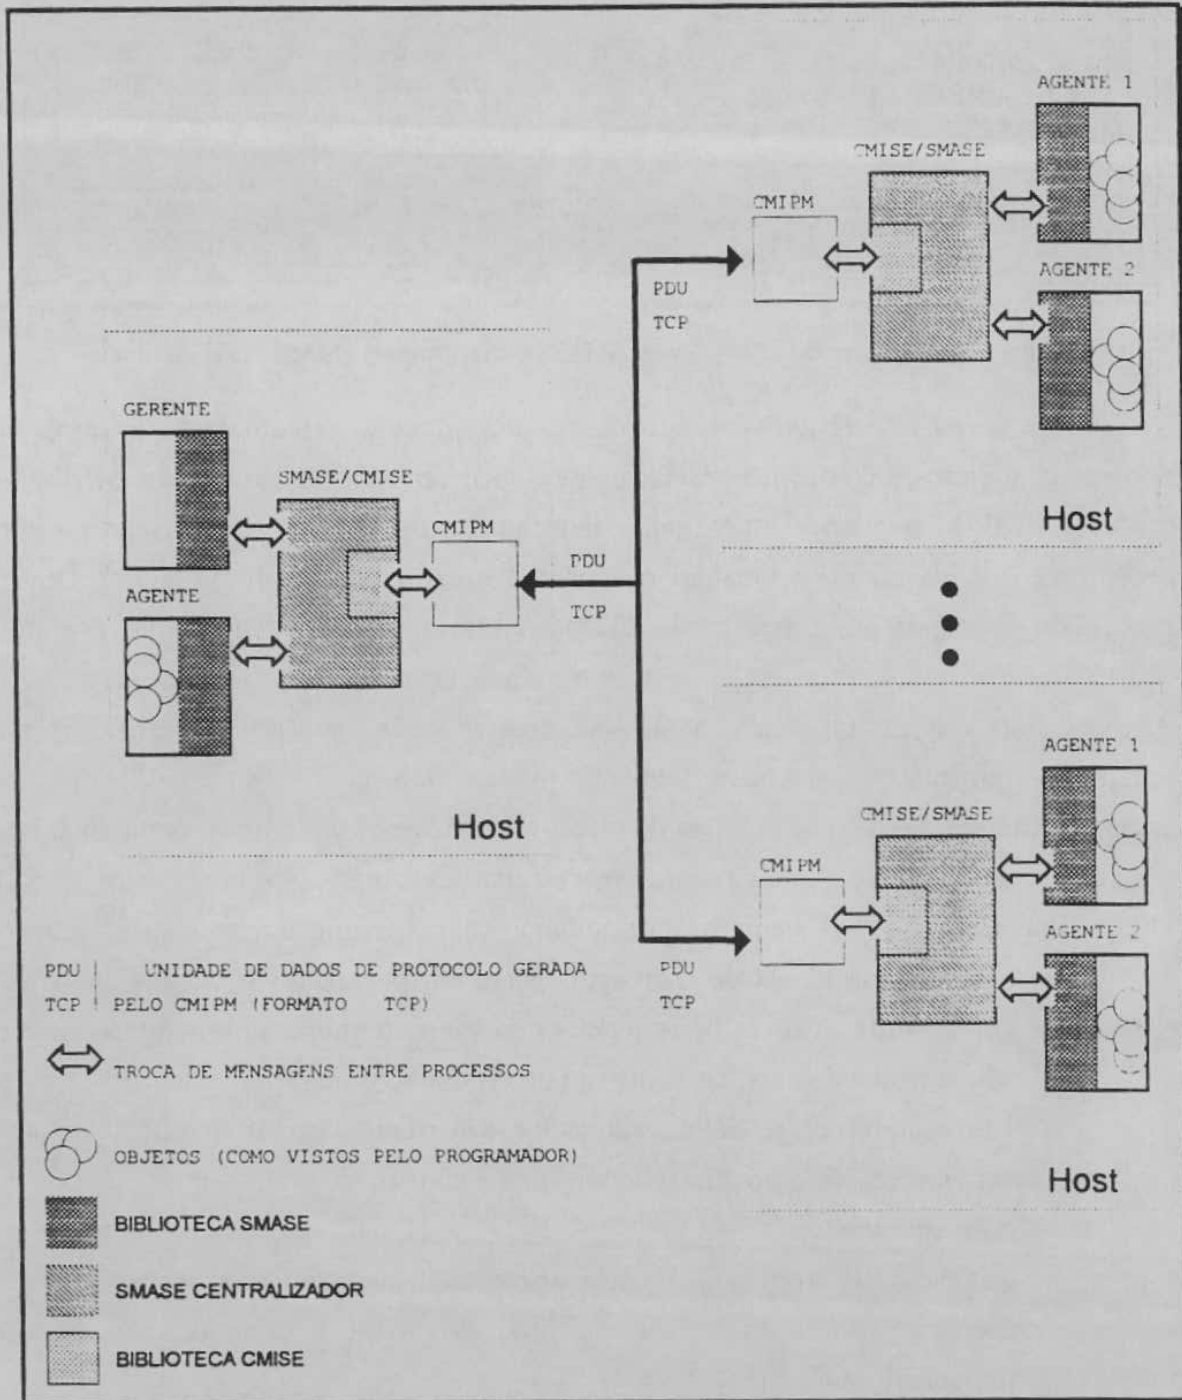 AGENTE 1
CMISE/SMASE
CMIPM
AGENTE 2
PDU
TCP
Host
GERENTE
SMASE/CMISE
CMIPM
PDU
TCP
AGENTE
Host
AGENTE 1
CMISE/SMASE
CMIPM
AGENTE 2
PDU
TCP
Host
PDU | UNIDADE DE DADOS DE PROTOCOLO GERADA
TCP | PELO CMIPM (FORMATO TCP)
TROCA DE MENSAGENS ENTRE PROCESSOS
OBJETOS (COMO VISTOS PELO PROGRAMADOR)
BIBLIOTECA SMASE
SMASE CENTRALIZADOR
BIBLIOTECA CMISE